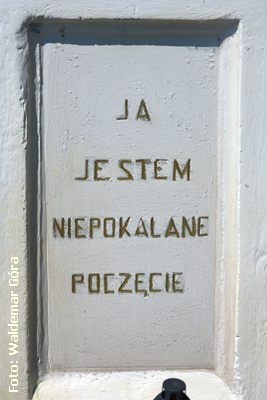 JA
JESTEM
NIEPOKALANE
POCZĘCIE
Foto: Waldemar Góra